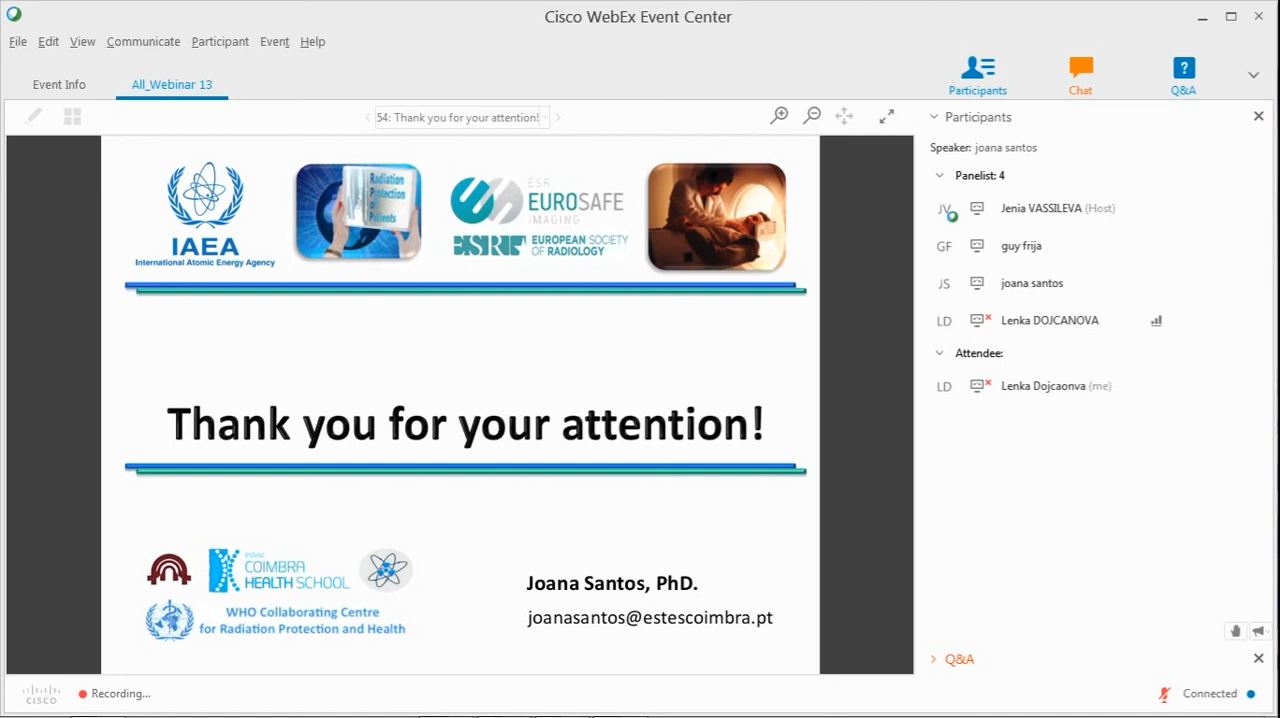 Cisco WebEx Event Center
File Edit View Communicate Participant Event Help
Event Info All_Webinar 13
Participants Chat Q&A
54: Thank you for your attention!
Participants
Speaker: joana santos
Panelist: 4
JV Jenia VASSILEVA (Host)
GF guy frija
JS joana santos
LD Lenka DOJCANOVA
Attendee:
LD Lenka Dojcaonva (me)
IAEA
International Atomic Energy Agency
Radiation
Protection
of
Patients
ESR
EUROSAFE
IMAGING
ESR EUROPEAN SOCIETY
OF RADIOLOGY
Thank you for your attention!
COIMBRA
HEALTH SCHOOL
WHO Collaborating Centre
for Radiation Protection and Health
Joana Santos, PhD.
joanasantos@estescoimbra.pt
Q&A
cisco
Recording...
Connected